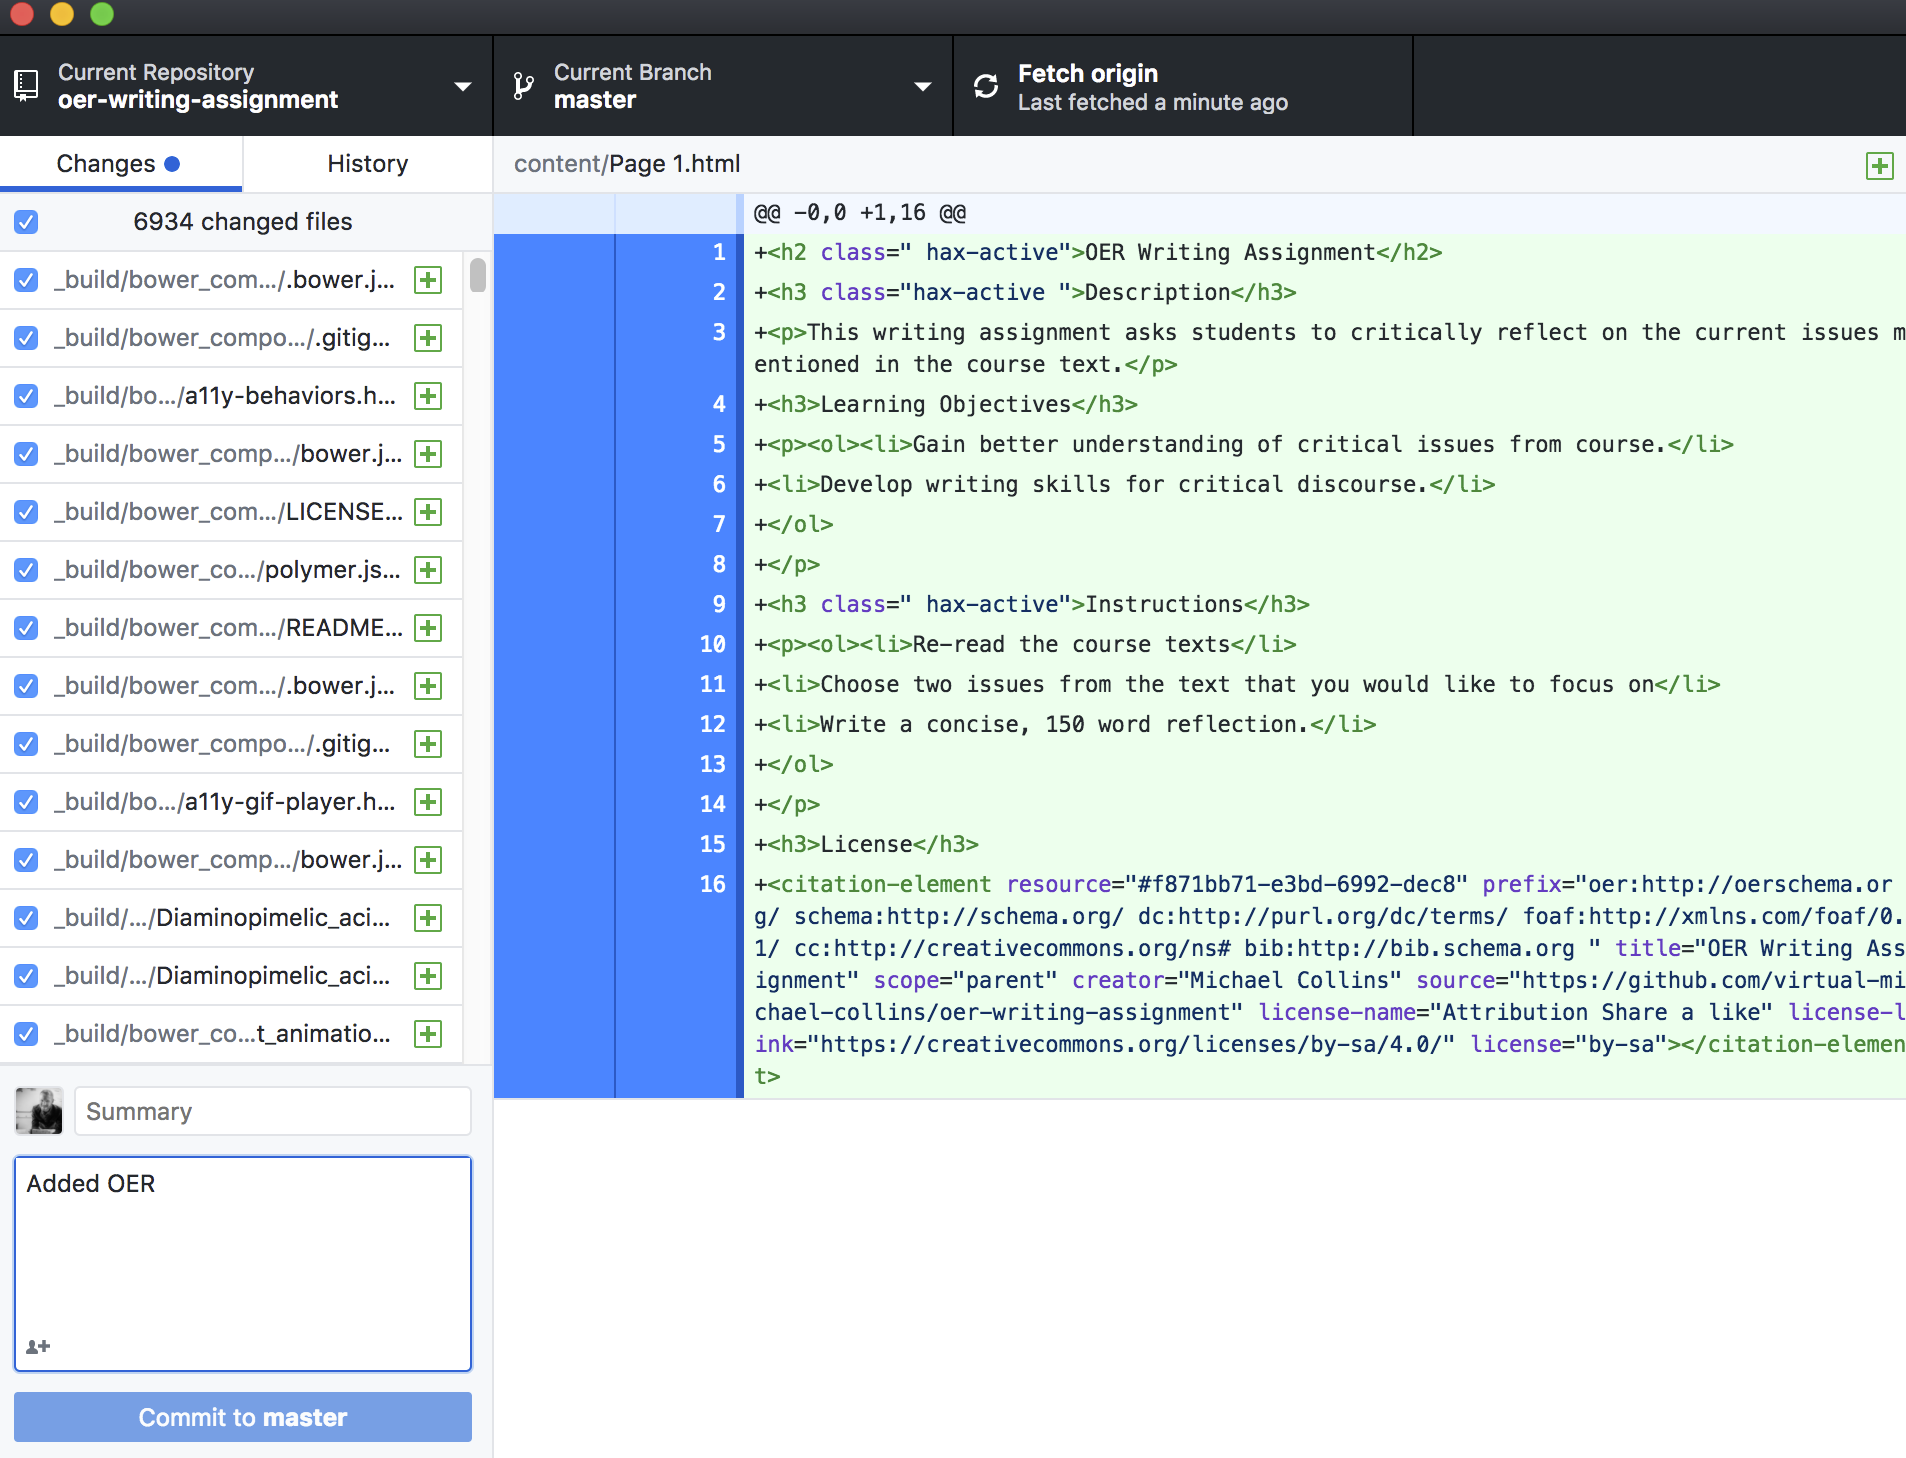 Current Repository
oer-writing-assignment
Current Branch
master
Fetch origin
Last fetched a minute ago
Changes
History
content/Page 1.html
6934 changed files
_build/bower_com.../.bower.j...
_build/bower_compo.../.gitig...
_build/bo.../a11y-behaviors.h...
_build/bower_comp.../bower.j...
_build/bower_com.../LICENSE...
_build/bower_co.../polymer.js...
_build/bower_com.../README...
_build/bower_com.../.bower.j...
_build/bower_compo.../.gitig...
_build/bo.../a11y-gif-player.h...
_build/bower_comp.../bower.j...
_build/.../Diaminopimelic_aci...
_build/.../Diaminopimelic_aci...
_build/bower_co...t_animatio...
Summary
Added OER
Commit to master
@@ -0,0 +1,16 @@
1 +<h2 class=" hax-active">OER Writing Assignment</h2>
2 +<h3 class="hax-active ">Description</h3>
3 +<p>This writing assignment asks students to critically reflect on the current issues m
entioned in the course text.</p>
4 +<h3>Learning Objectives</h3>
5 +<p><ol><li>Gain better understanding of critical issues from course.</li>
6 +<li>Develop writing skills for critical discourse.</li>
7 +</ol>
8 +</p>
9 +<h3 class=" hax-active">Instructions</h3>
10 +<p><ol><li>Re-read the course texts</li>
11 +<li>Choose two issues from the text that you would like to focus on</li>
12 +<li>Write a concise, 150 word reflection.</li>
13 +</ol>
14 +</p>
15 +<h3>License</h3>
16 +<citation-element resource="#f871bb71-e3bd-6992-dec8" prefix="oer:http://oerschema.or
g/ schema:http://schema.org/ dc:http://purl.org/dc/terms/ foaf:http://xmlns.com/foaf/0.
1/ cc:http://creativecommons.org/ns# bib:http://bib.schema.org " title="OER Writing Ass
ignment" scope="parent" creator="Michael Collins" source="https://github.com/virtual-mi
chael-collins/oer-writing-assignment" license-name="Attribution Share a like" license-l
ink="https://creativecommons.org/licenses/by-sa/4.0/" license="by-sa"></citation-elemen
t>